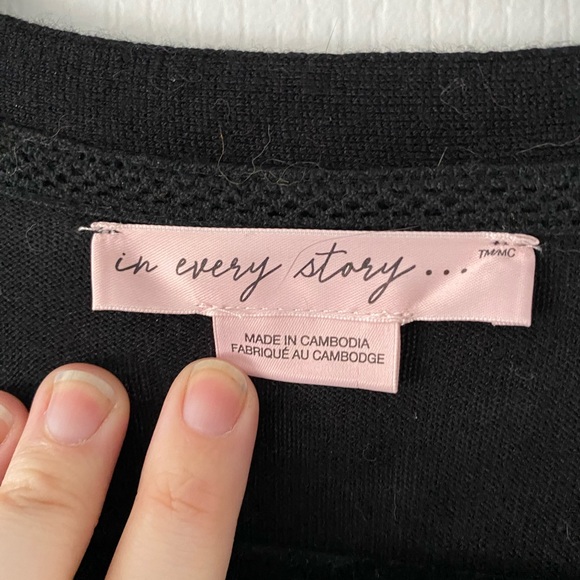 in every story... TM/MC
MADE IN CAMBODIA
FABRIQUÉ AU CAMBODGE